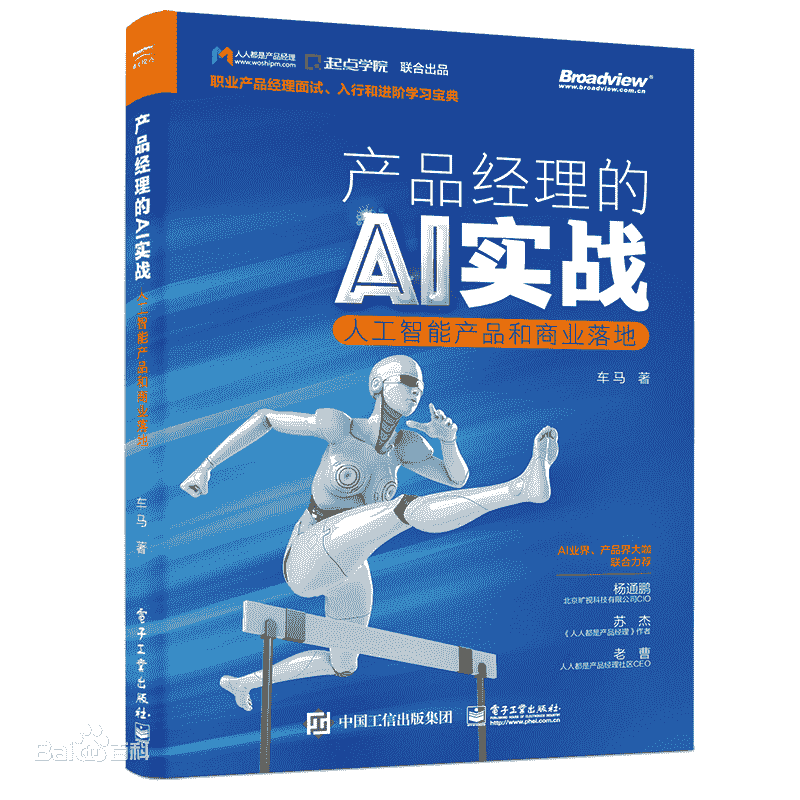 人人都是产品经理
www.woshipm.com
起点学院
联合出品
职业产品经理面试、入行和进阶学习宝典
Broadview®
www.broadview.com.cn
产品经理的
AI实战
人工智能产品和商业落地
车马 著
AI业界、产品界大咖
联合力荐
杨通鹏
北京旷视科技有限公司CIO
苏杰
《人人都是产品经理》作者
老曹
人人都是产品经理社区CEO
中国工信出版集团
电子工业出版社
PUBLISHING HOUSE OF ELECTRONICS INDUSTRY
http://www.phei.com.cn
产品经理的AI实战
人工智能产品和商业落地
车马 著
电子工业出版社
Baidu百科